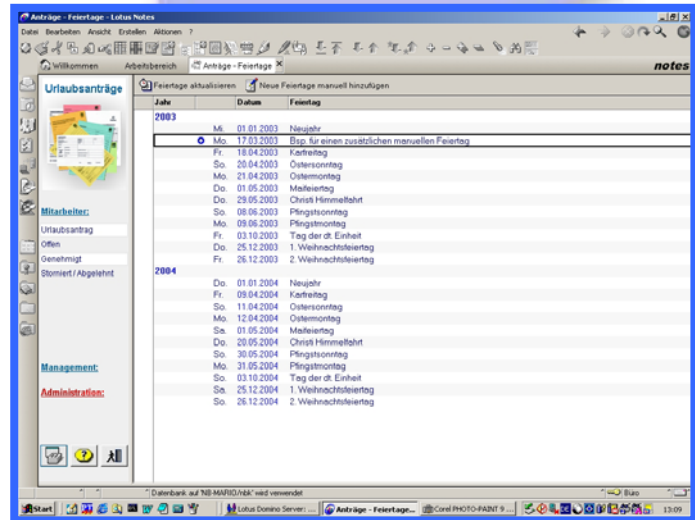 Anträge - Feiertage - Lotus Notes
Datei Bearbeiten Ansicht Erstellen Aktionen ?
Willkommen Arbeitsbereich Anträge - Feiertage notes
Urlaubsanträge
Feiertage aktualisieren Neue Feiertage manuell hinzufügen
Jahr Datum Feiertag
2003
Mi. 01.01.2003 Neujahr
Mo. 17.03.2003 Bsp. für einen zusätzlichen manuellen Feiertag
Fr. 18.04.2003 Karfreitag
So. 20.04.2003 Ostersonntag
Mo. 21.04.2003 Ostermontag
Do. 01.05.2003 Maifeiertag
Do. 29.05.2003 Christi Himmelfahrt
So. 08.06.2003 Pfingstsonntag
Mo. 09.06.2003 Pfingstmontag
Fr. 03.10.2003 Tag der dt. Einheit
Do. 25.12.2003 1. Weihnachtsfeiertag
Fr. 26.12.2003 2. Weihnachtsfeiertag
2004
Do. 01.01.2004 Neujahr
Fr. 09.04.2004 Karfreitag
So. 11.04.2004 Ostersonntag
Mo. 12.04.2004 Ostermontag
Sa. 01.05.2004 Maifeiertag
Do. 20.05.2004 Christi Himmelfahrt
So. 30.05.2004 Pfingstsonntag
Mo. 31.05.2004 Pfingstmontag
So. 03.10.2004 Tag der dt. Einheit
Sa. 25.12.2004 1. Weihnachtsfeiertag
So. 26.12.2004 2. Weihnachtsfeiertag
Mitarbeiter:
Urlaubsantrag
Offen
Genehmigt
Storniert / Abgelehnt
Management:
Administration:
Datenbank auf 'NB-MARIO/nbk' wird verwendet Büro
Start Lotus Domino Server: ... Anträge - Feiertage... Corel PHOTO-PAINT 9 ... 13:09